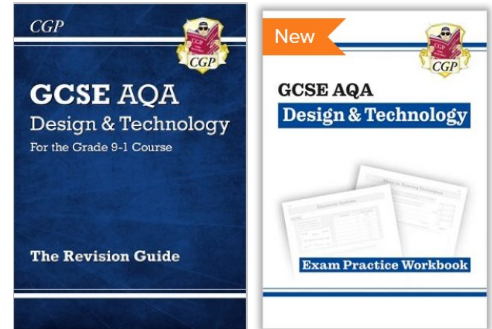 CGP
CGP
GCSE AQA
Design & Technology
For the Grade 9-1 Course
The Revision Guide
New
CGP
GCSE AQA
Design & Technology
Exam Practice Workbook